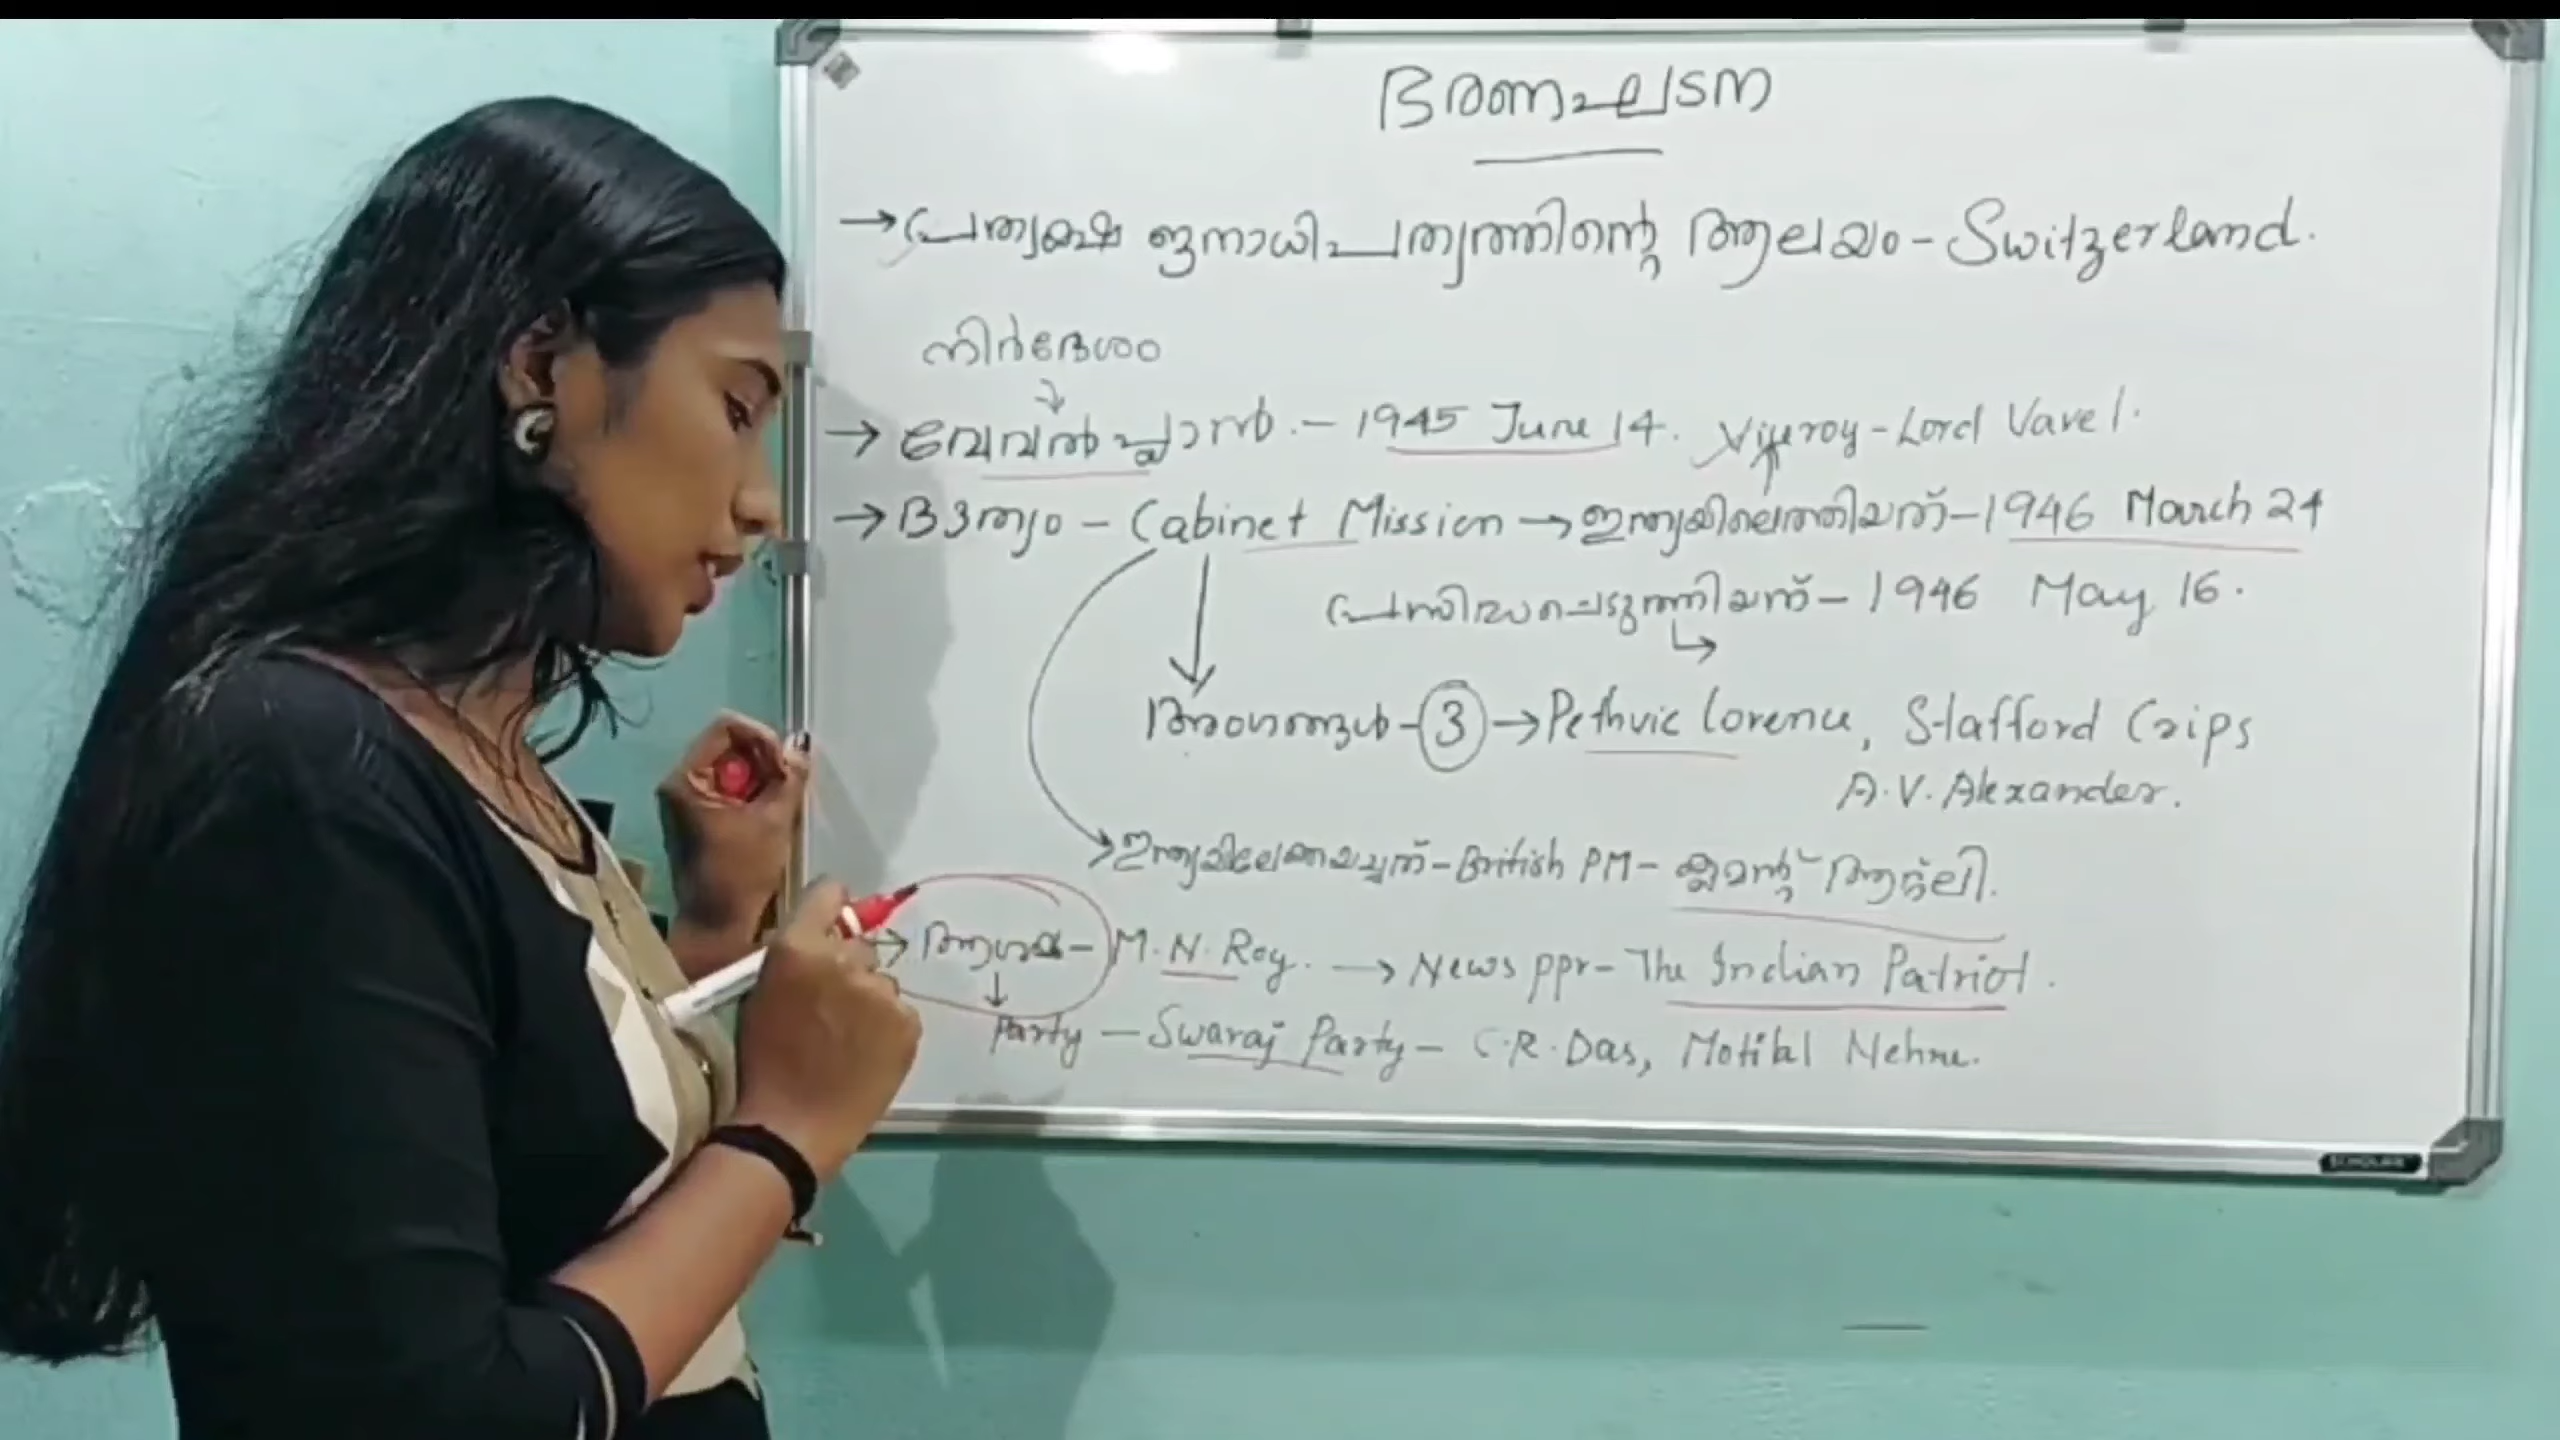 ഭരണഘടന
→ പ്രത്യക്ഷ ജനാധിപത്യത്തിന്റെ ആലയം - Switzerland.
നിർദ്ദേശം
→ വേവൽ പ്ലാൻ. - 1945 June 14. Viceroy - Lord Vavel.
→ ദൗത്യം - Cabinet Mission → ഇന്ത്യയിലെത്തിയത് - 1946 March 24
പ്രസിദ്ധപ്പെടുത്തിയത് - 1946 May 16.
അംഗങ്ങൾ - 3 → Pethvic Lorence, Stafford Crips
A.V. Alexander.
ഇന്ത്യയിലേക്കയച്ചത് - British PM - ക്ലമന്റ് ആറ്റ്ലി.
→ ആശയം - M.N. Roy. → News ppr - The Indian Patriot.
Party - Swaraj Party - C.R. Das, Motilal Nehru.